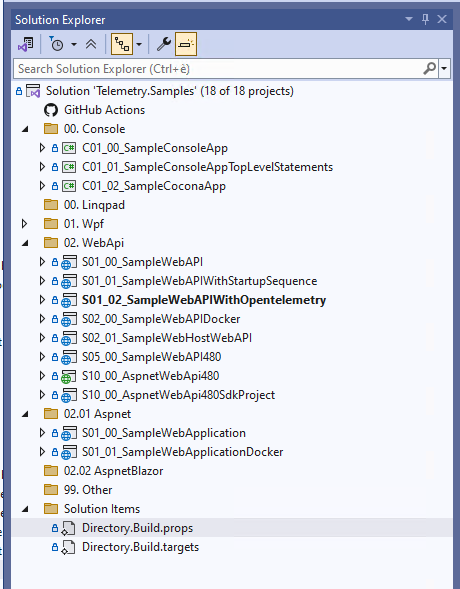 Solution Explorer
Search Solution Explorer (Ctrl+è)
Solution 'Telemetry.Samples' (18 of 18 projects)
GitHub Actions
00. Console
C# C01_00_SampleConsoleApp
C# C01_01_SampleConsoleAppTopLevelStatements
C# C01_02_SampleCoconaApp
00. Linqpad
01. Wpf
02. WebApi
S01_00_SampleWebAPI
S01_01_SampleWebAPIWithStartupSequence
S01_02_SampleWebAPIWithOpentelemetry
S02_00_SampleWebAPIDocker
S02_01_SampleWebHostWebAPI
S05_00_SampleWebAPI480
S10_00_AspnetWebApi480
S10_00_AspnetWebApi480SdkProject
02.01 Aspnet
S01_00_SampleWebApplication
S01_01_SampleWebApplicationDocker
02.02 AspnetBlazor
99. Other
Solution Items
Directory.Build.props
Directory.Build.targets